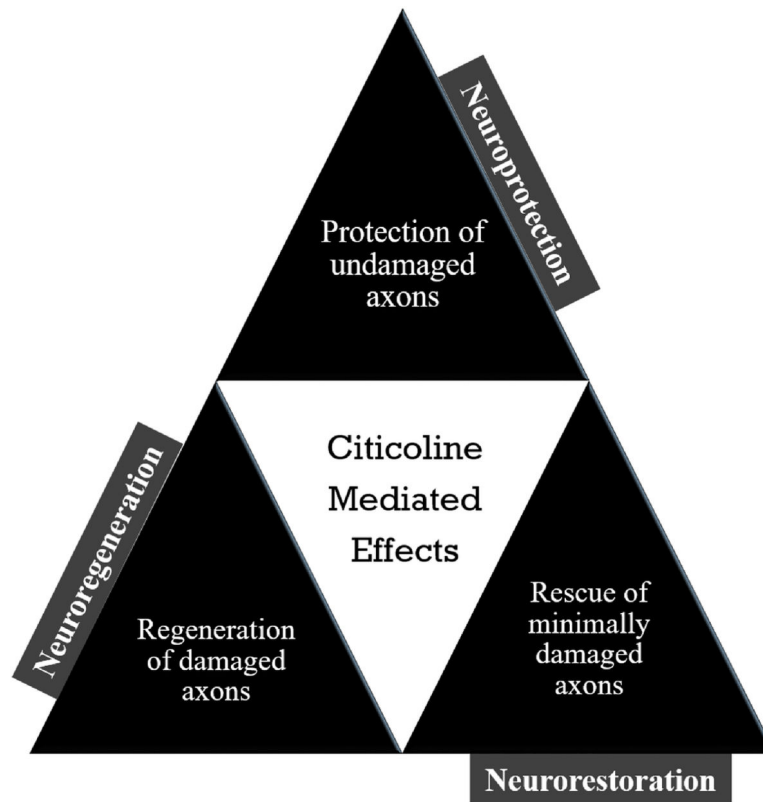 Neuroprotection
Protection of
undamaged
axons
Citicoline
Mediated
Effects
Neuroregeneration
Regeneration
of damaged
axons
Rescue of
minimally
damaged
axons
Neurorestoration